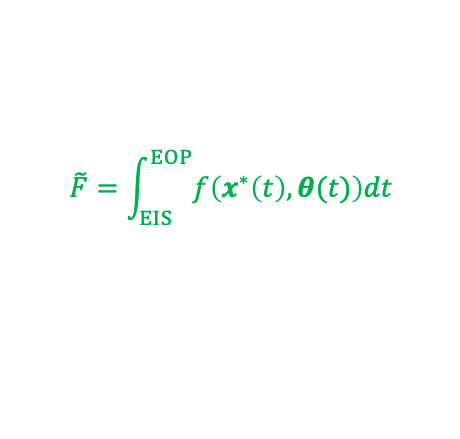 F̃ = ∫_EIS^EOP f(𝒙*(t), 𝜽(t))dt